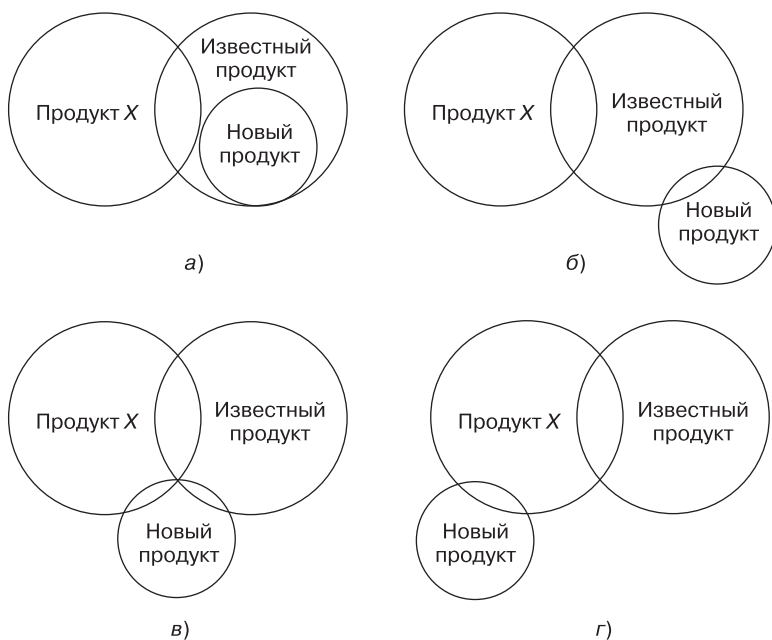 Известный
продукт
Продукт X
Новый
продукт
а)
Продукт X
Известный
продукт
Новый
продукт
б)
Продукт X
Известный
продукт
Новый
продукт
в)
Продукт X
Известный
продукт
Новый
продукт
г)